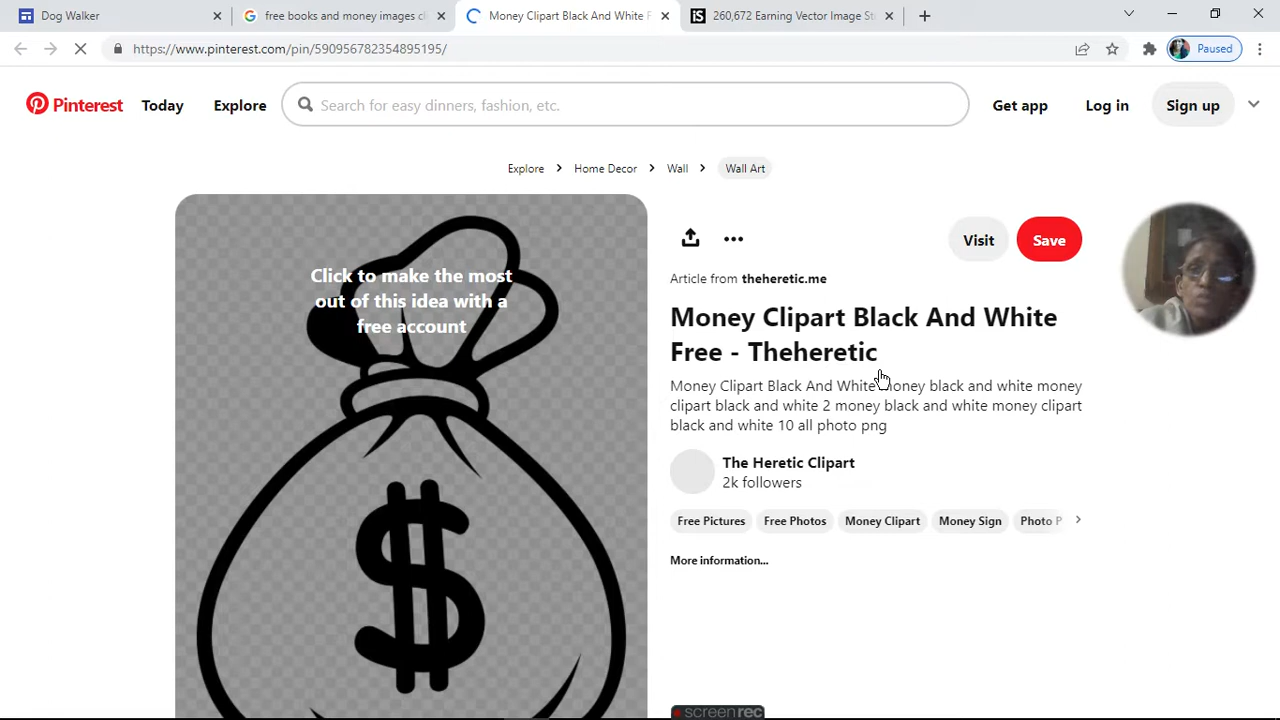 Dog Walker
free books and money images cl
Money Clipart Black And White F
260,672 Earning Vector Image St
https://www.pinterest.com/pin/590956782354895195/
Paused
Pinterest
Today
Explore
Search for easy dinners, fashion, etc.
Get app
Log in
Sign up
Explore
Home Decor
Wall
Wall Art
Click to make the most
out of this idea with a
free account
$
Visit
Save
Article from theheretic.me
Money Clipart Black And White
Free - Theheretic
Money Clipart Black And White money black and white money
clipart black and white 2 money black and white money clipart
black and white 10 all photo png
The Heretic Clipart
2k followers
Free Pictures
Free Photos
Money Clipart
Money Sign
Photo P
More information...
screenrec